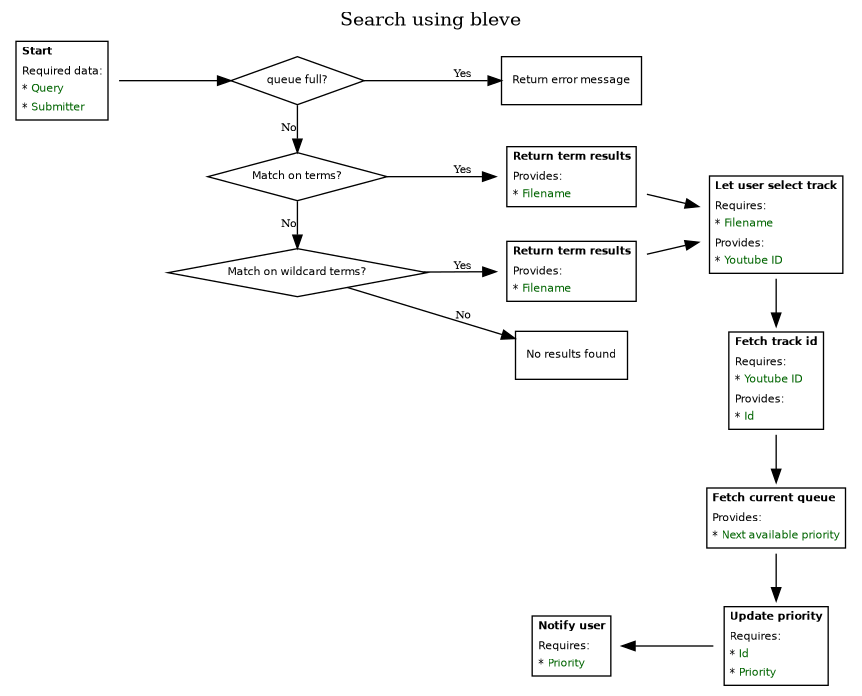 Search using bleve
Start
Required data:
* Query
* Submitter
queue full?
Yes
Return error message
No
Match on terms?
Yes
Return term results
Provides:
* Filename
No
Match on wildcard terms?
Yes
Return term results
Provides:
* Filename
No
No results found
Let user select track
Requires:
* Filename
Provides:
* Youtube ID
Fetch track id
Requires:
* Youtube ID
Provides:
* Id
Fetch current queue
Provides:
* Next available priority
Update priority
Requires:
* Id
* Priority
Notify user
Requires:
* Priority